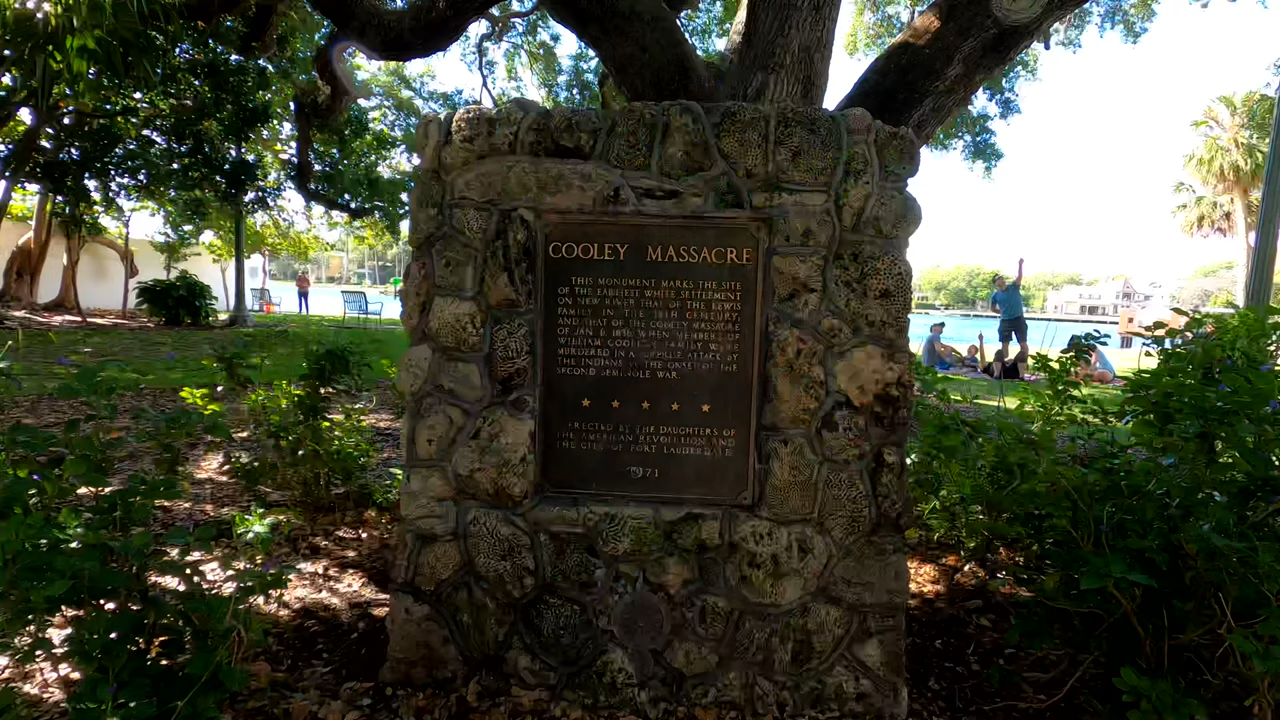 COOLEY MASSACRE
THIS MONUMENT MARKS THE SITE
OF THE EARLIEST WHITE SETTLEMENT
ON NEW RIVER THAT OF THE LEWIS
FAMILY IN THE 18TH CENTURY,
AND THAT OF THE COOLEY MASSACRE
OF JAN 6, 1836 WHEN MEMBERS OF
WILLIAM COOLEY'S FAMILY WERE
MURDERED IN A SURPRISE ATTACK BY
THE INDIANS AT THE ONSET OF THE
SECOND SEMINOLE WAR.
ERECTED BY THE DAUGHTERS OF
THE AMERICAN REVOLUTION AND
THE CITY OF FORT LAUDERDALE
1971